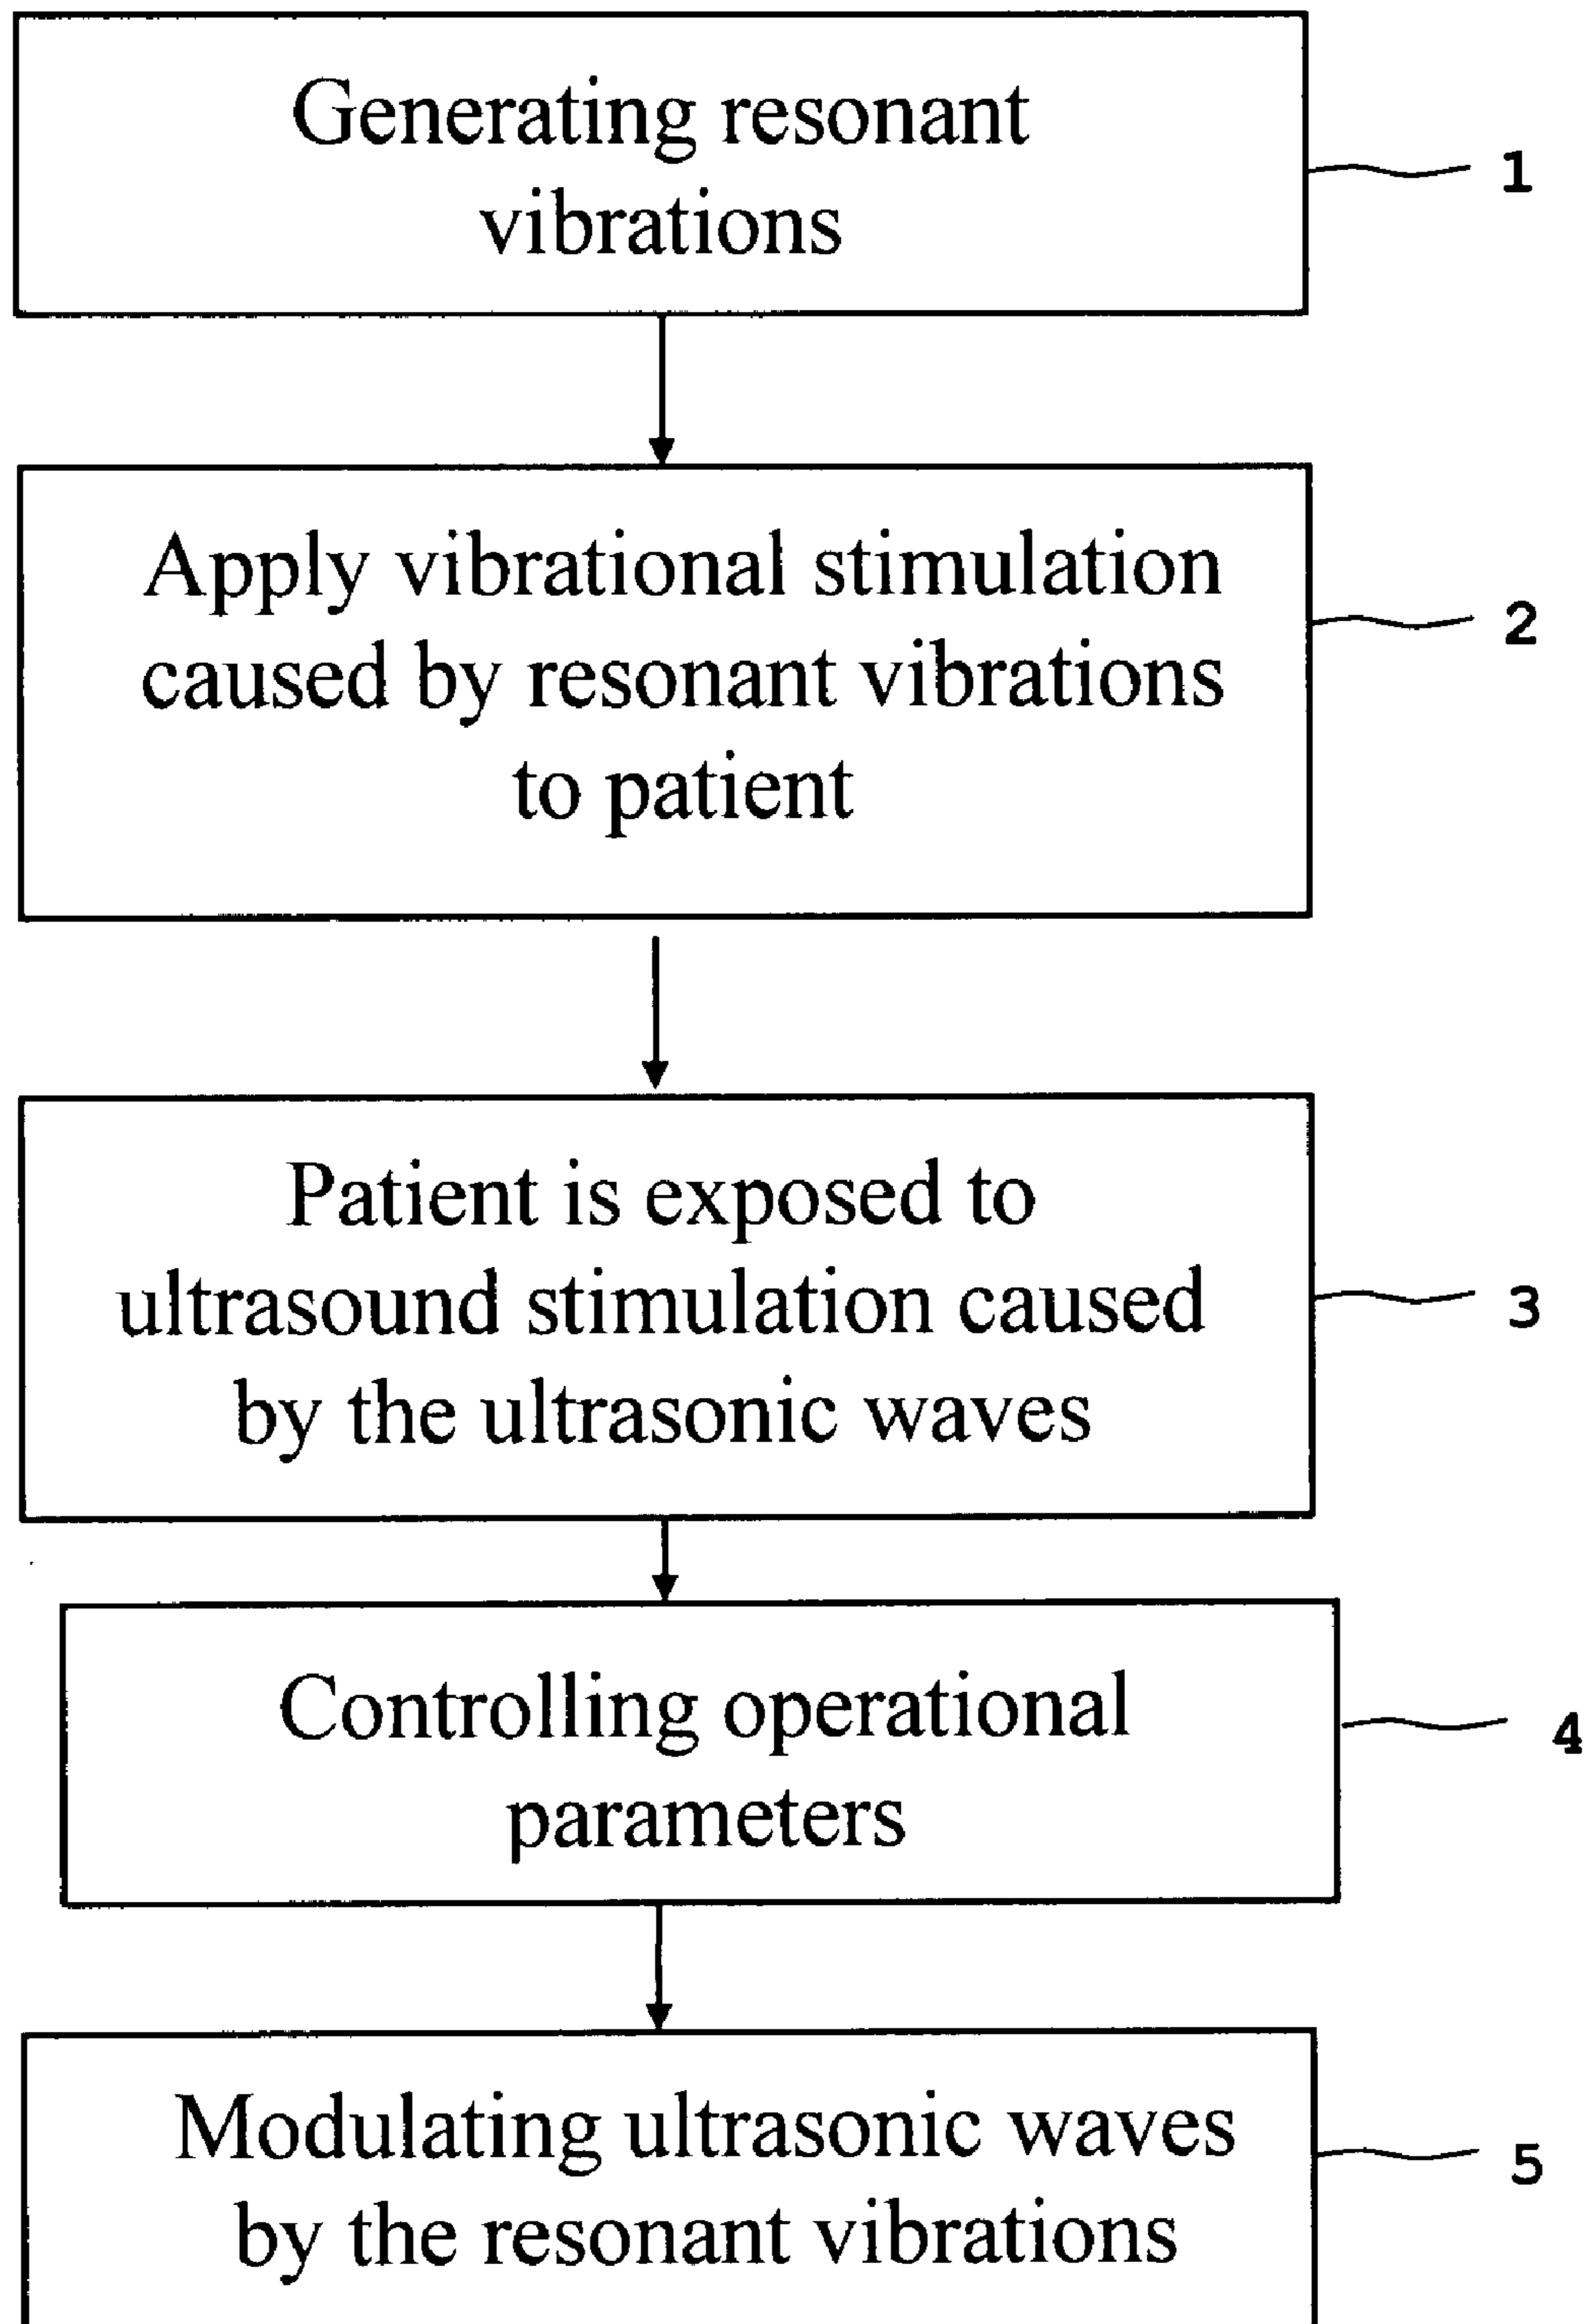 Generating resonant
vibrations
1
Apply vibrational stimulation
caused by resonant vibrations
to patient
2
Patient is exposed to
ultrasound stimulation caused
by the ultrasonic waves
3
Controlling operational
parameters
4
Modulating ultrasonic waves
by the resonant vibrations
5